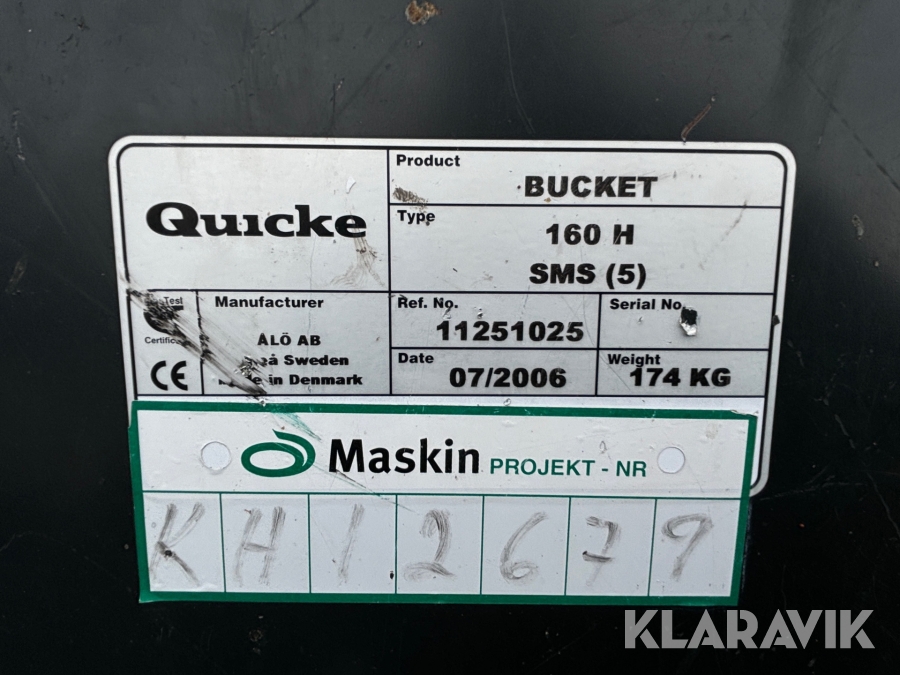 Quicke
Product
BUCKET
Type
160 H
SMS (5)
Test
Manufacturer
ÅLÖ AB
Sweden
in Denmark
CE
Ref. No.
11251025
Serial No.
Date
07/2006
Weight
174 KG
Maskin PROJEKT - NR
KH12679
KLARAVIK